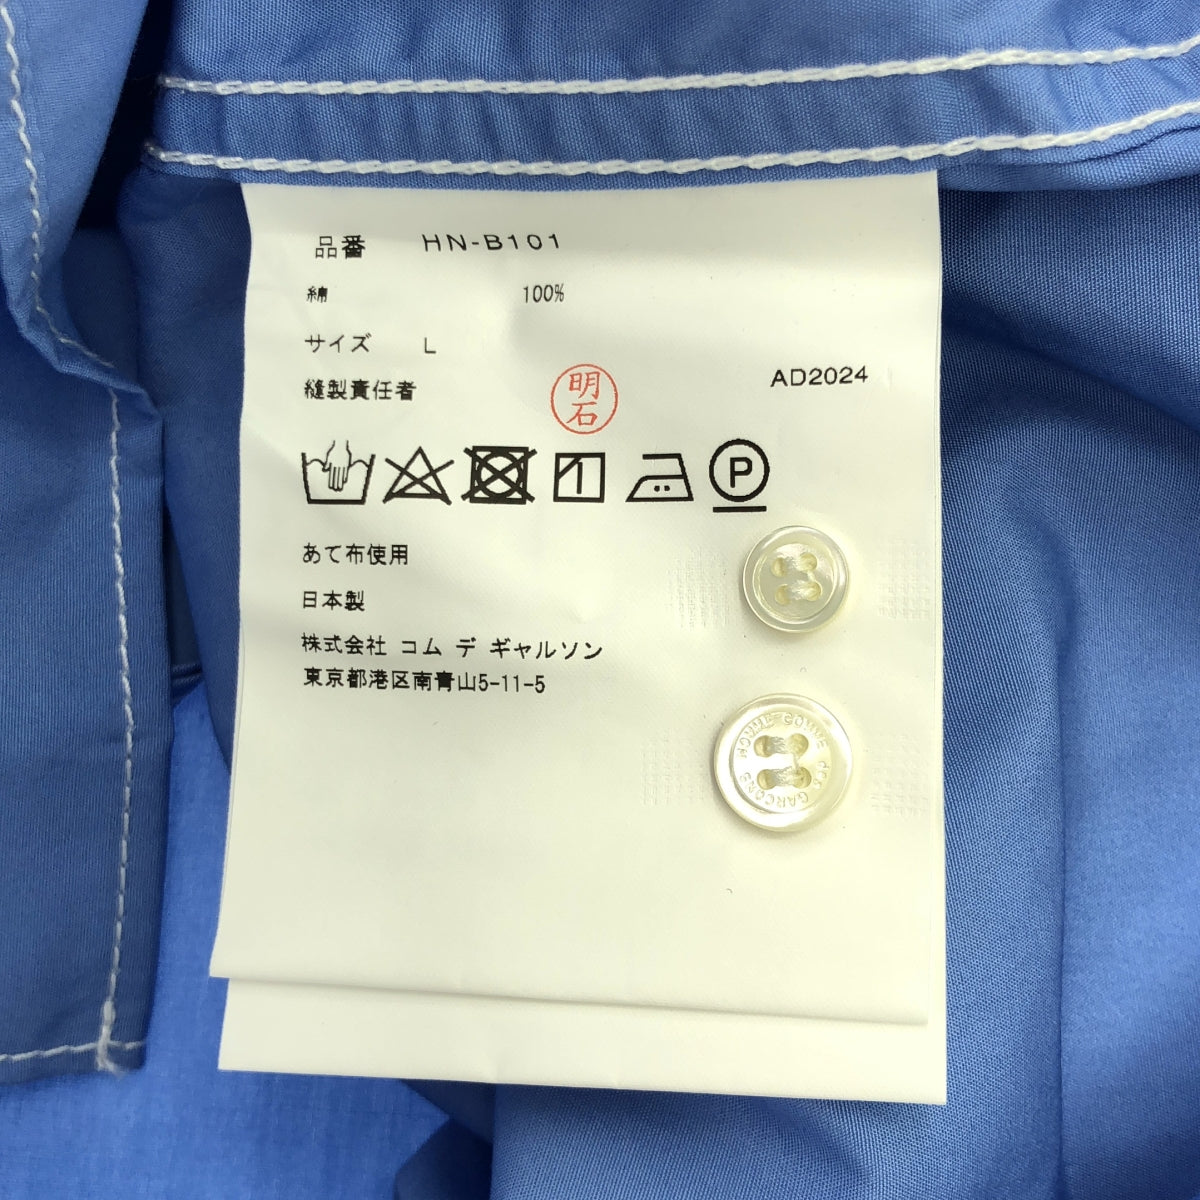 品番 HN-B101
綿 100%
サイズ L
縫製責任者 明石 AD2024
P
あて布使用
日本製
株式会社 コム デ ギャルソン
東京都港区南青山5-11-5
HOMME COMME des GARÇONS